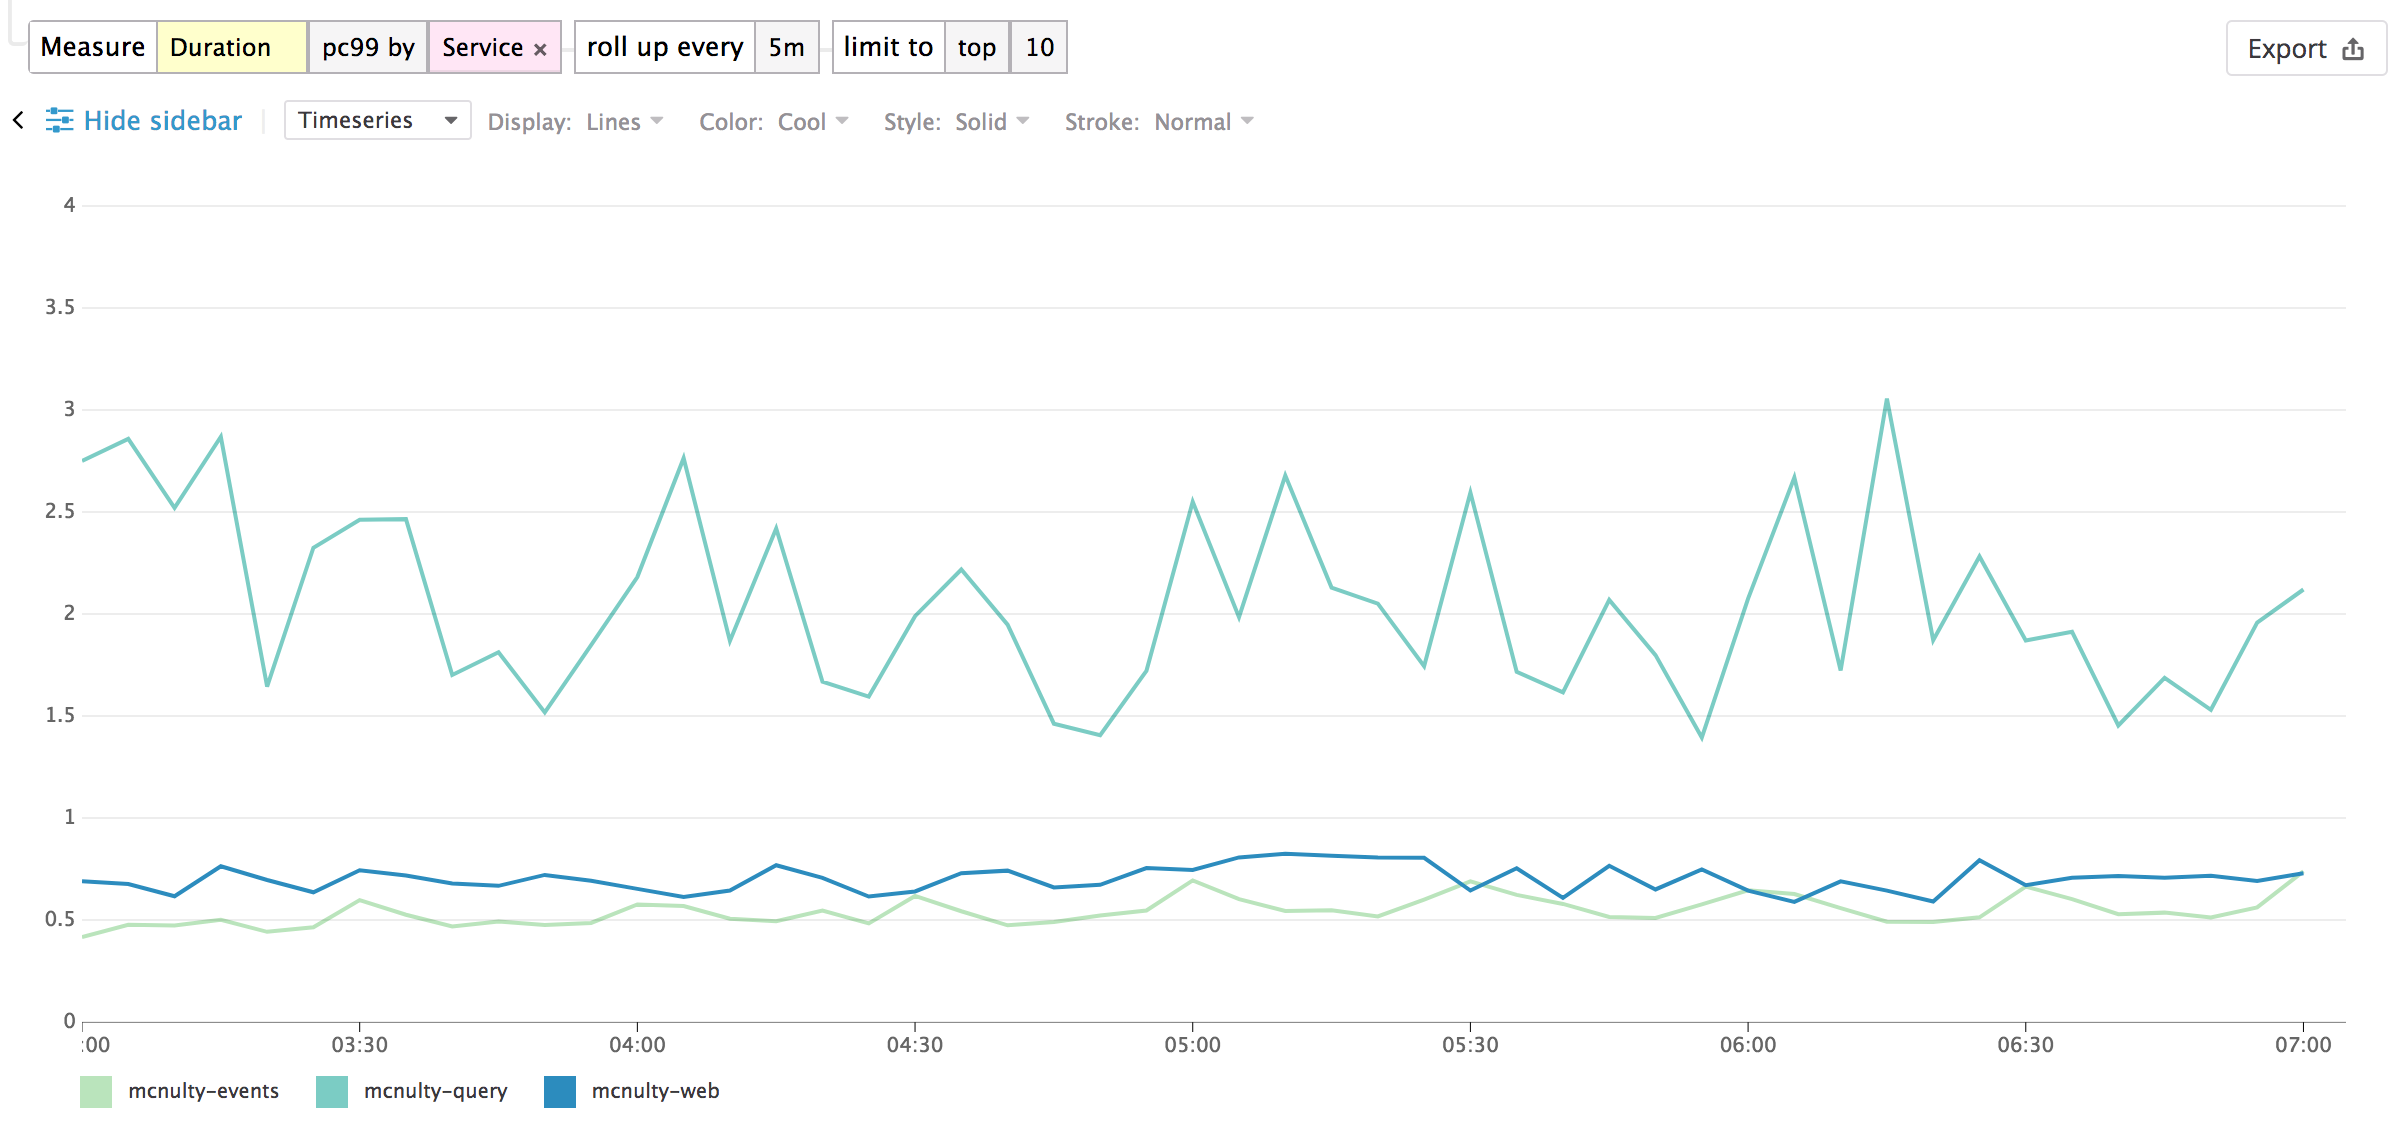 Measure Duration pc99 by Service × roll up every 5m limit to top 10 Export
Hide sidebar Timeseries Display: Lines Color: Cool Style: Solid Stroke: Normal
4
3.5
3
2.5
2
1.5
1
0.5
0
:00 03:30 04:00 04:30 05:00 05:30 06:00 06:30 07:00
mcnulty-events mcnulty-query mcnulty-web